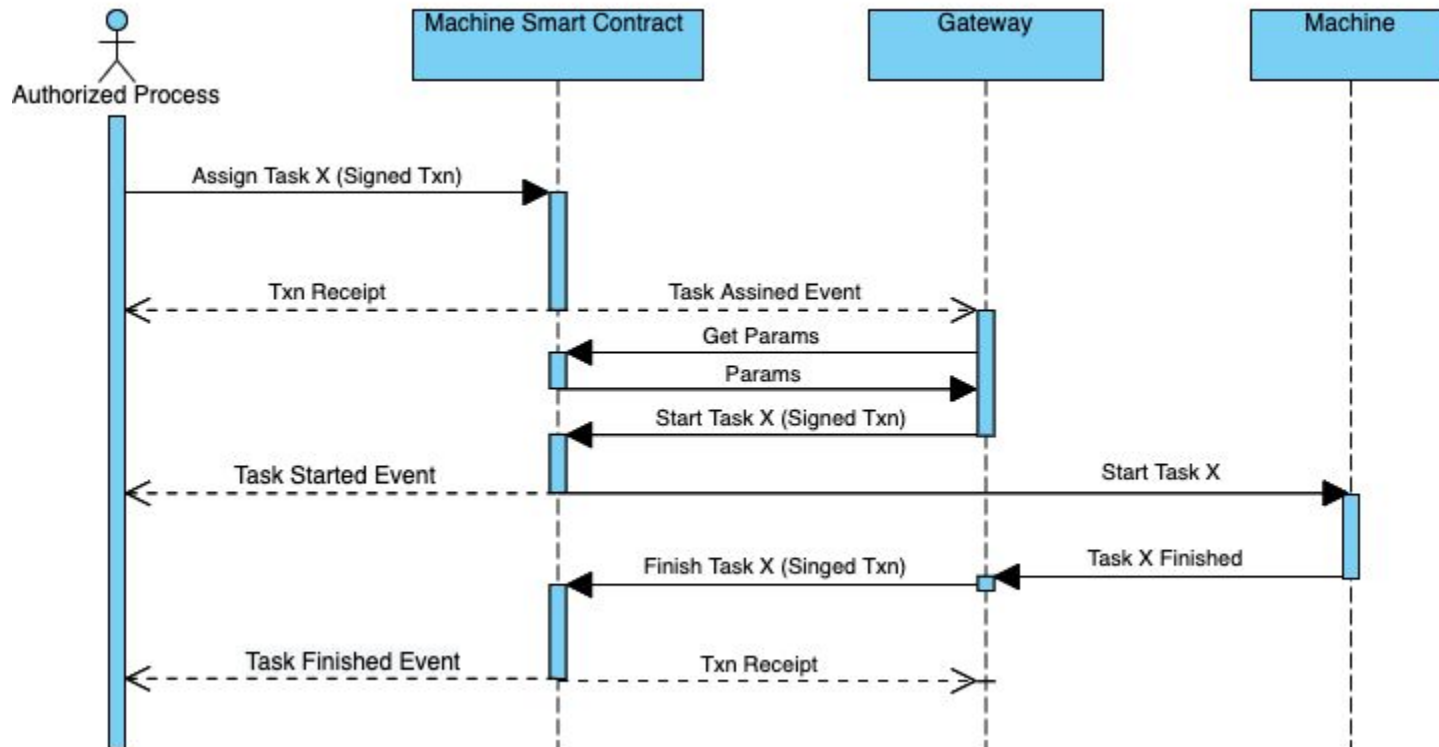 Machine Smart Contract
Gateway
Machine
Authorized Process
Assign Task X (Signed Txn)
Txn Receipt
Task Assined Event
Get Params
Params
Start Task X (Signed Txn)
Task Started Event
Start Task X
Task X Finished
Finish Task X (Singed Txn)
Task Finished Event
Txn Receipt